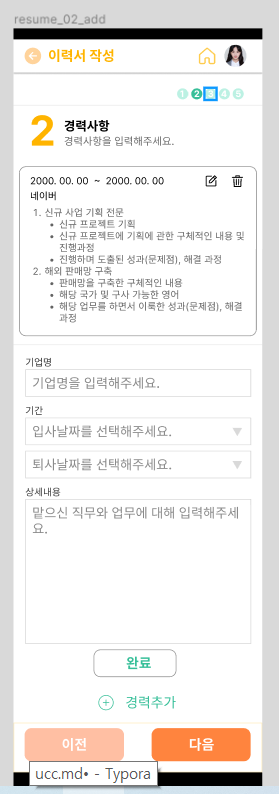 resume_02_add
이력서 작성
1 2 3 4 5
2 경력사항
경력사항을 입력해주세요.
2000. 00. 00 ~ 2000. 00. 00
네이버
1. 신규 사업 기획 전문
• 신규 프로젝트 기획
• 신규 프로젝트에 기획에 관한 구체적인 내용 및
진행과정
• 진행하며 도출된 성과(문제점), 해결 과정
2. 해외 판매망 구축
• 판매망을 구축한 구체적인 내용
• 해당 국가 및 구사 가능한 영어
• 해당 업무를 하면서 이룩한 성과(문제점), 해결
과정
기업명
기업명을 입력해주세요.
기간
입사날짜를 선택해주세요.
퇴사날짜를 선택해주세요.
상세내용
맡으신 직무와 업무에 대해 입력해주세
요.
완료
경력추가
이전
다음
ucc.md• - Typora